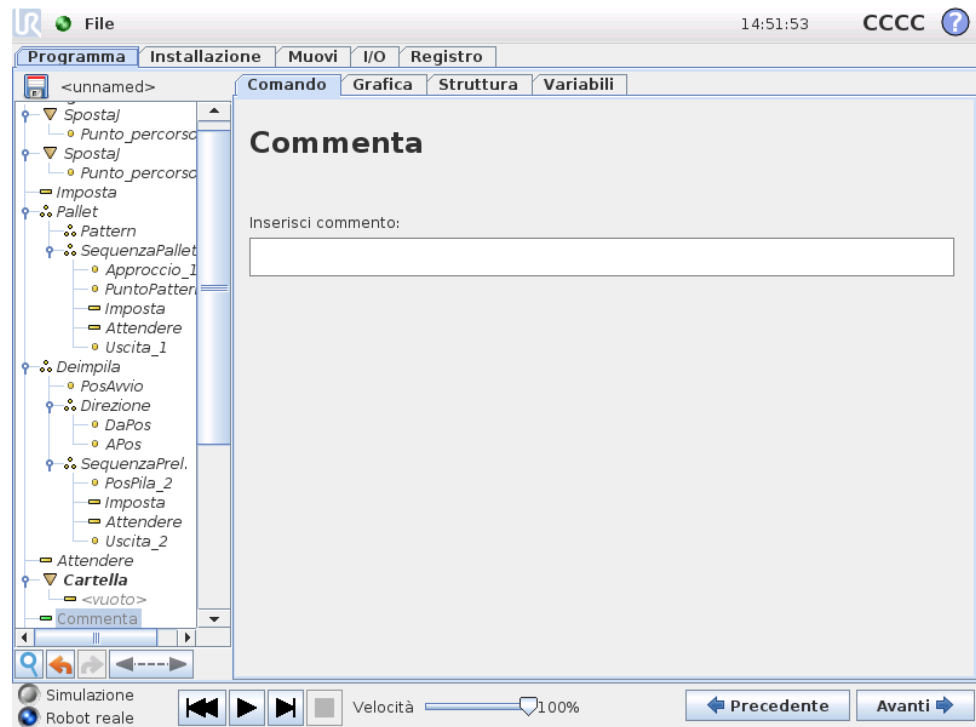 UR File 14:51:53 CCCC ?
Programma Installazione Muovi I/O Registro
<unnamed> Comando Grafica Struttura Variabili
SpostaJ
Punto_percorso
SpostaJ
Punto_percorso
Imposta
Pallet
Pattern
SequenzaPallet
Approccio_1
PuntoPattern
Imposta
Attendere
Uscita_1
Deimpila
PosAvvio
Direzione
DaPos
APos
SequenzaPrel.
PosPila_2
Imposta
Attendere
Uscita_2
Attendere
Cartella
<vuoto>
Commenta
Commenta
Inserisci commento:
Simulazione
Robot reale
Velocità 100%
Precedente Avanti